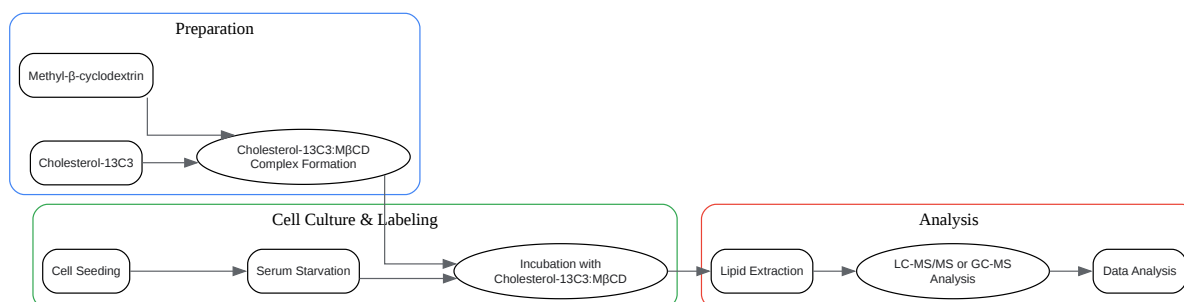 Preparation
Methyl-β-cyclodextrin
Cholesterol-13C3
Cholesterol-13C3:MβCD
Complex Formation
Cell Culture & Labeling
Cell Seeding
Serum Starvation
Incubation with
Cholesterol-13C3:MβCD
Analysis
Lipid Extraction
LC-MS/MS or GC-MS
Analysis
Data Analysis